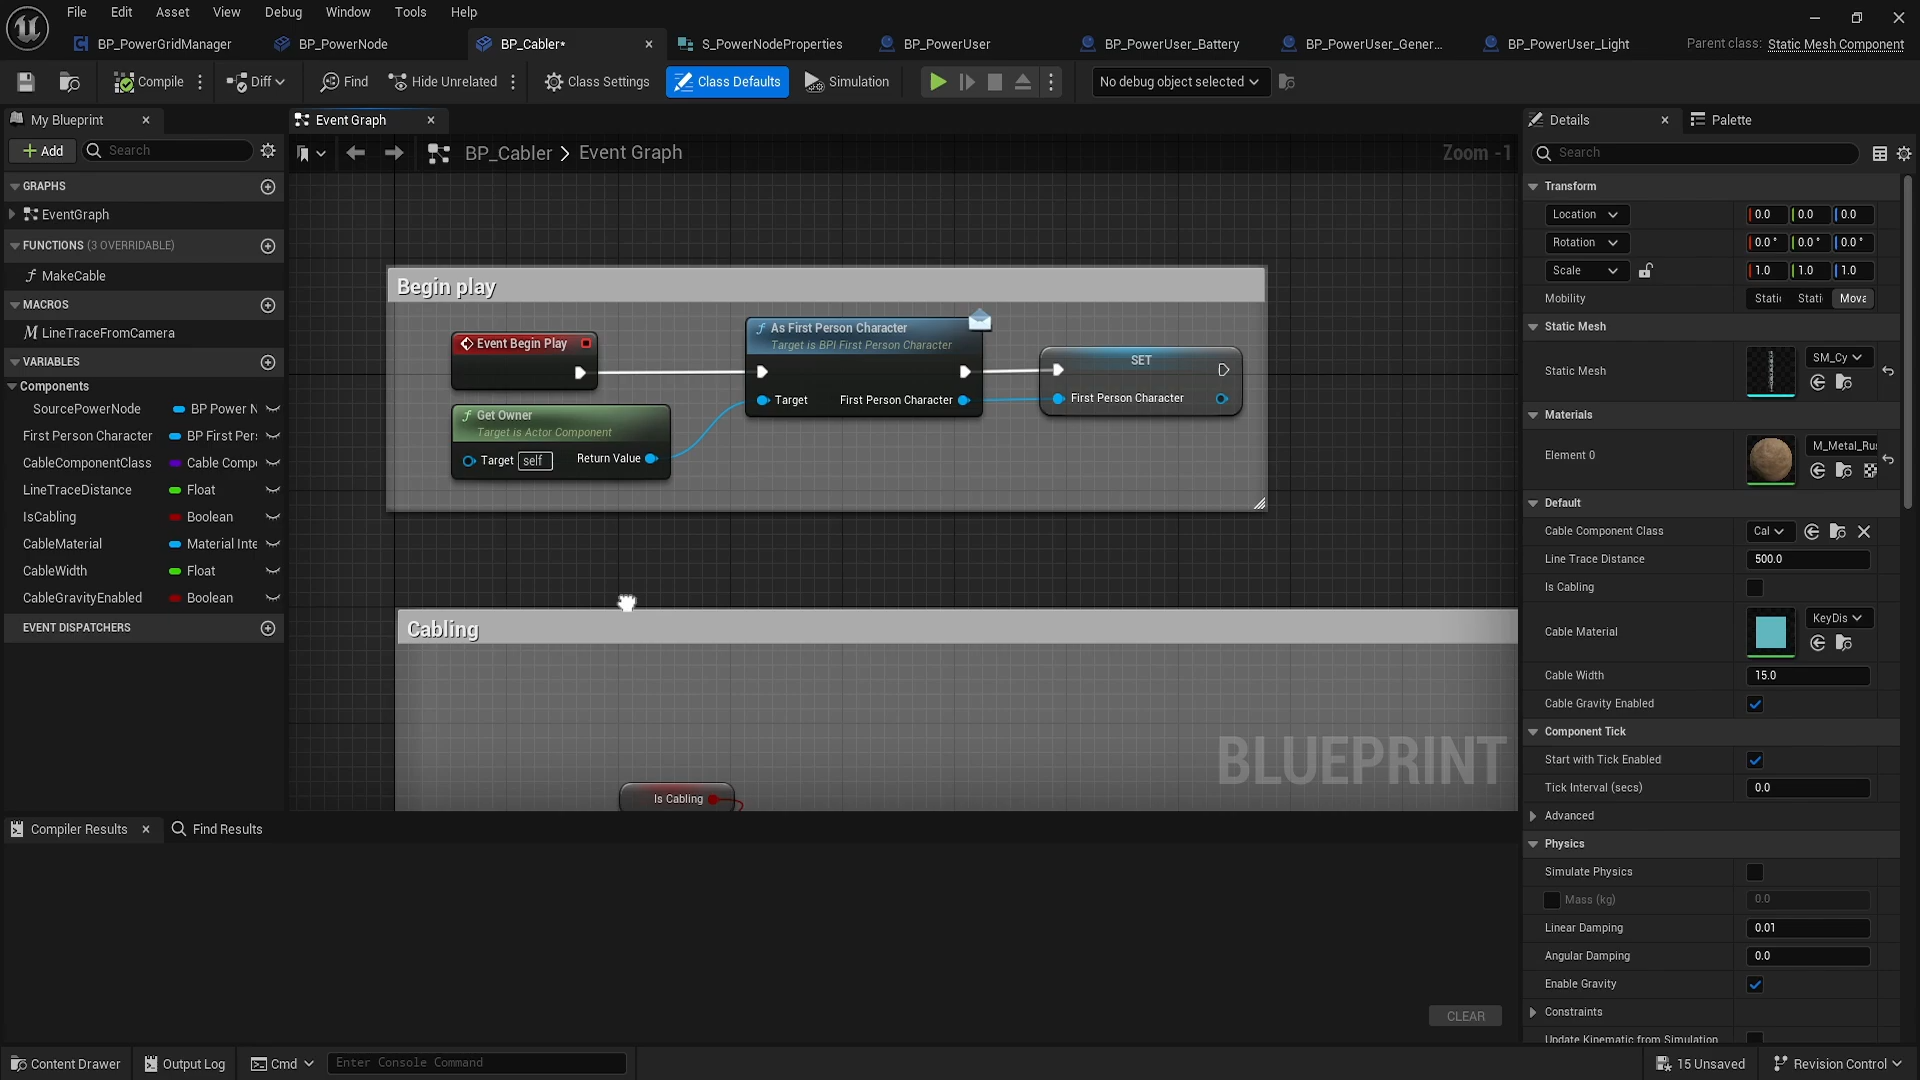 File Edit Asset View Debug Window Tools Help
BP_PowerGridManager BP_PowerNode BP_Cabler* S_PowerNodeProperties BP_PowerUser BP_PowerUser_Battery BP_PowerUser_Gener... BP_PowerUser_Light Parent class: Static Mesh Component
Compile Diff Find Hide Unrelated Class Settings Class Defaults Simulation No debug object selected
My Blueprint
Add Search
GRAPHS
EventGraph
FUNCTIONS (3 OVERRIDABLE)
MakeCable
MACROS
LineTraceFromCamera
VARIABLES
Components
SourcePowerNode BP Power N
First Person Character BP First Per
CableComponentClass Cable Comp
LineTraceDistance Float
IsCabling Boolean
CableMaterial Material Inte
CableWidth Float
CableGravityEnabled Boolean
EVENT DISPATCHERS
Event Graph
BP_Cabler > Event Graph Zoom -1
Begin play
Event Begin Play
Get Owner
Target is Actor Component
Target self Return Value
As First Person Character
Target is BPI First Person Character
Target First Person Character
SET
First Person Character
Cabling
Is Cabling
BLUEPRINT
Compiler Results Find Results
CLEAR
Details Palette
Search
Transform
Location 0.0 0.0 0.0
Rotation 0.0° 0.0° 0.0°
Scale 1.0 1.0 1.0
Mobility Stati Stati Mova
Static Mesh
Static Mesh SM_Cy
Materials
Element 0 M_Metal_Ru
Default
Cable Component Class Cal
Line Trace Distance 500.0
Is Cabling
Cable Material KeyDis
Cable Width 15.0
Cable Gravity Enabled
Component Tick
Start with Tick Enabled
Tick Interval (secs) 0.0
Advanced
Physics
Simulate Physics
Mass (kg) 0.0
Linear Damping 0.01
Angular Damping 0.0
Enable Gravity
Constraints
Update Kinematic from Simulation
Content Drawer Output Log Cmd Enter Console Command 15 Unsaved Revision Control